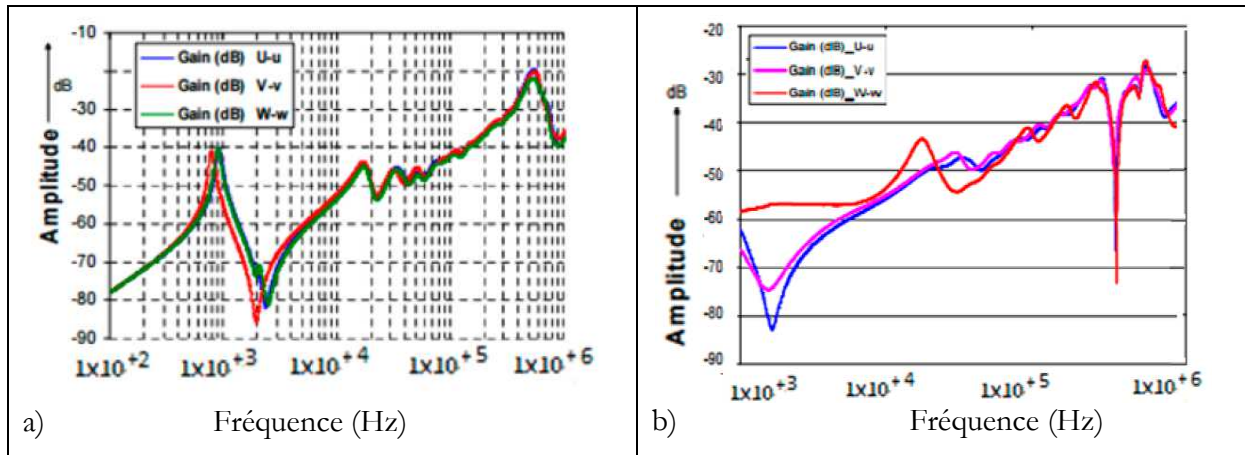 -10
-20
-30
-40
-50
-60
-70
-80
-90
dB
Amplitude
Gain (dB) U-u
Gain (dB) V-v
Gain (dB) W-w
1x10+2
1x10+3
1x10+4
1x10+5
1x10+6
a) Fréquence (Hz)
-20
-30
-40
-50
-60
-70
-80
-90
dB
Amplitude
Gain (dB)_U-u
Gain (dB)_V-v
Gain (dB)_W-w
1x10+3
1x10+4
1x10+5
1x10+6
b) Fréquence (Hz)